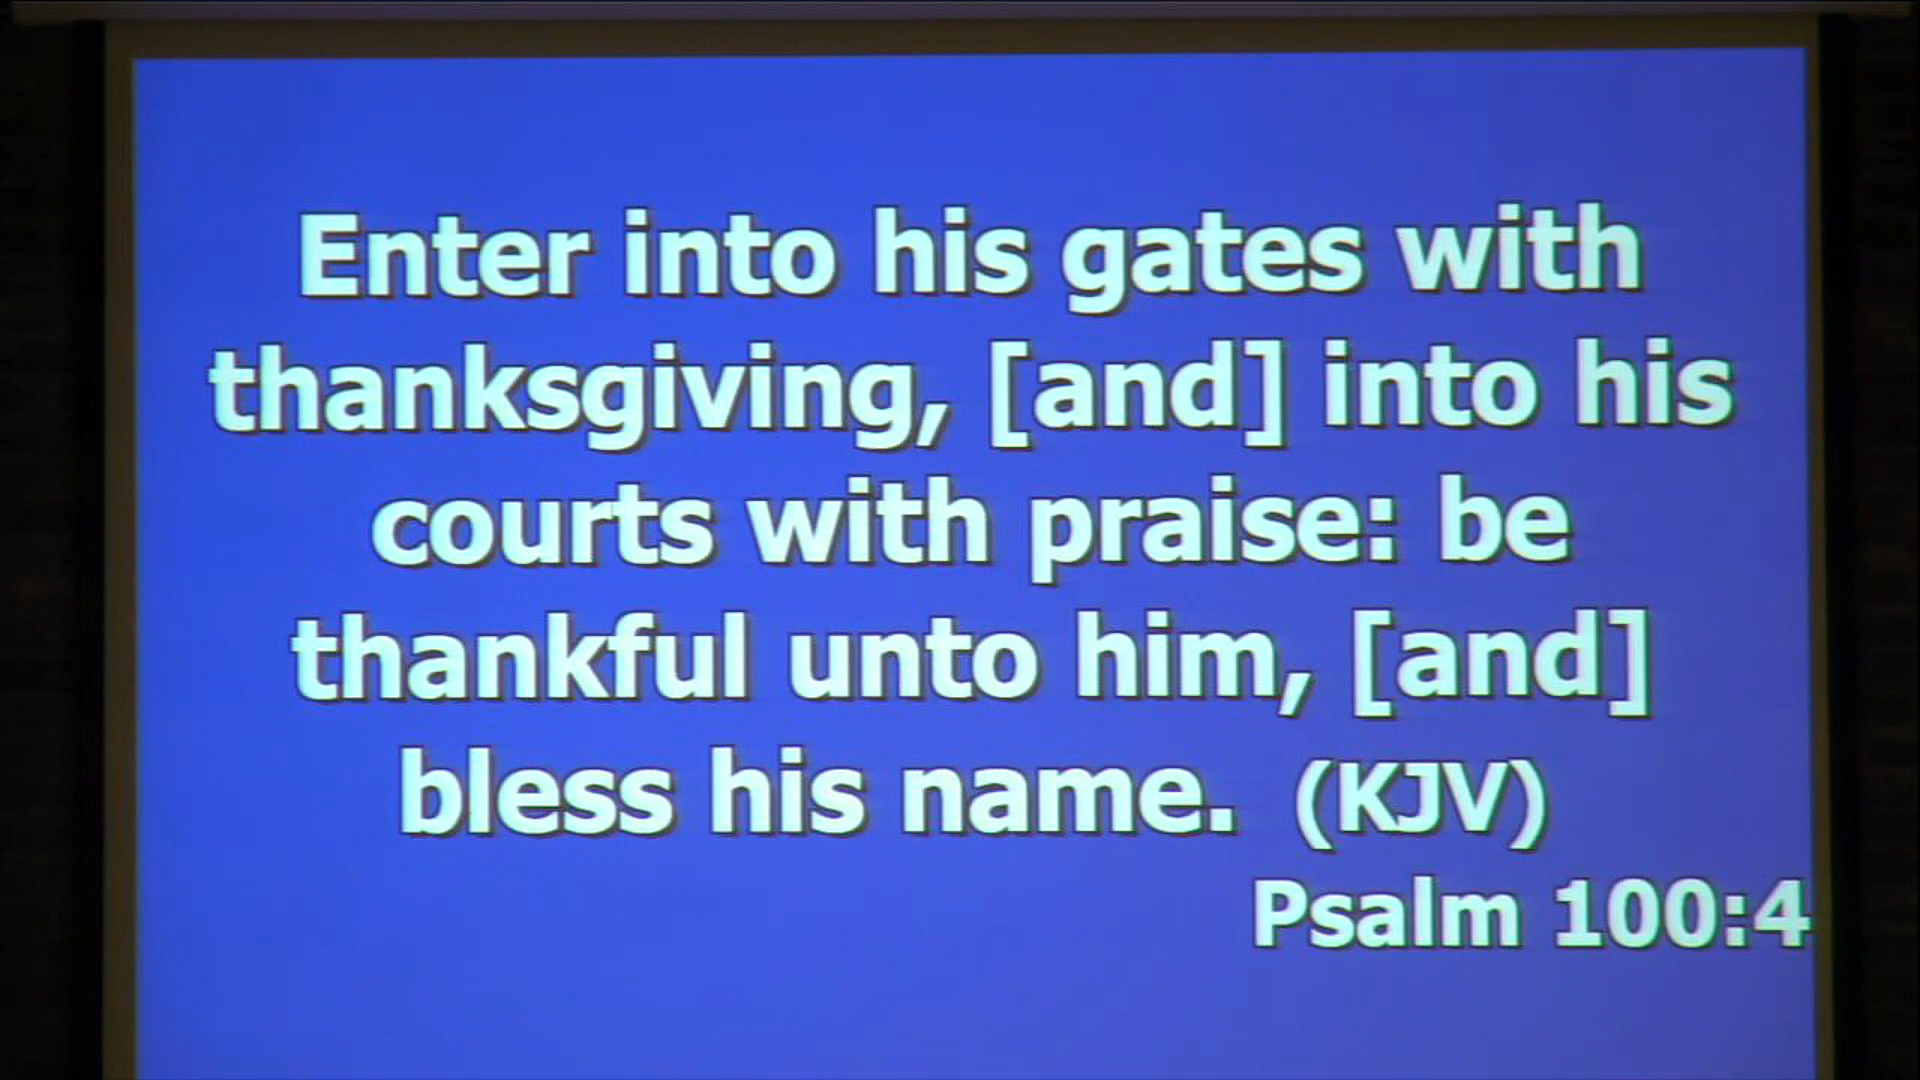 Enter into his gates with
thanksgiving, [and] into his
courts with praise: be
thankful unto him, [and]
bless his name. (KJV)
Psalm 100:4